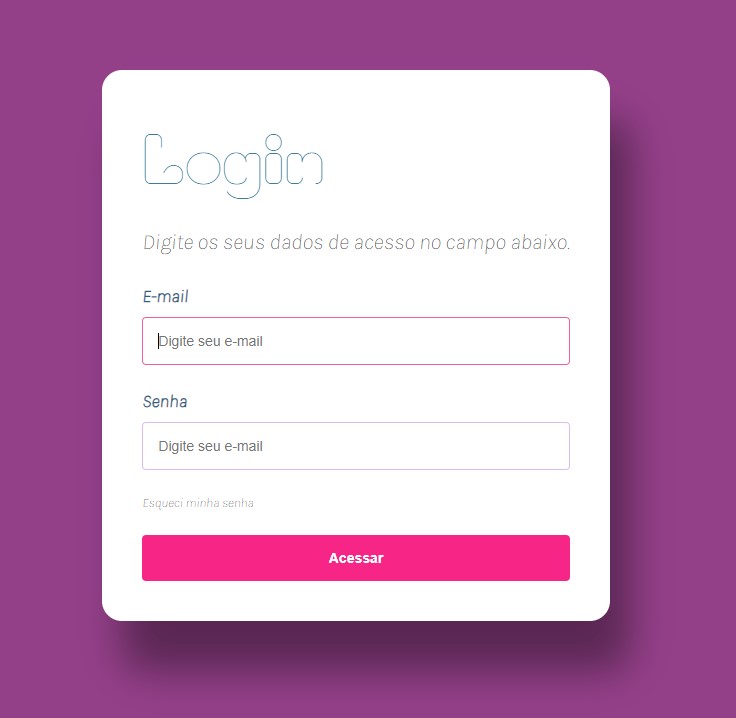 Login
Digite os seus dados de acesso no campo abaixo.
E-mail
Digite seu e-mail
Senha
Digite seu e-mail
Esqueci minha senha
Acessar